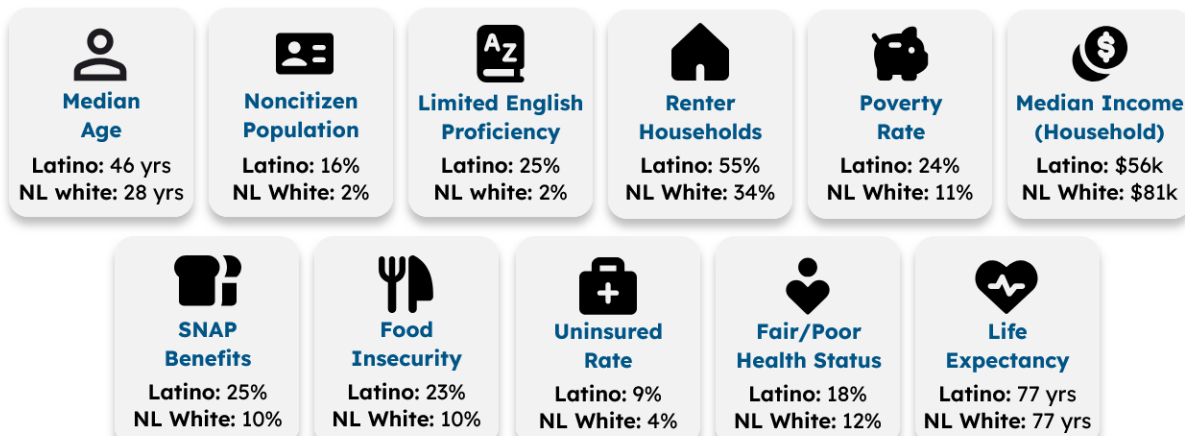 A Z
$
Median
Age
Latino: 46 yrs
NL white: 28 yrs
Noncitizen
Population
Latino: 16%
NL White: 2%
Limited English
Proficiency
Latino: 25%
NL white: 2%
Renter
Households
Latino: 55%
NL White: 34%
Poverty
Rate
Latino: 24%
NL White: 11%
Median Income
(Household)
Latino: $56k
NL White: $81k
SNAP
Benefits
Latino: 25%
NL White: 10%
Food
Insecurity
Latino: 23%
NL White: 10%
Uninsured
Rate
Latino: 9%
NL White: 4%
Fair/Poor
Health Status
Latino: 18%
NL White: 12%
Life
Expectancy
Latino: 77 yrs
NL White: 77 yrs